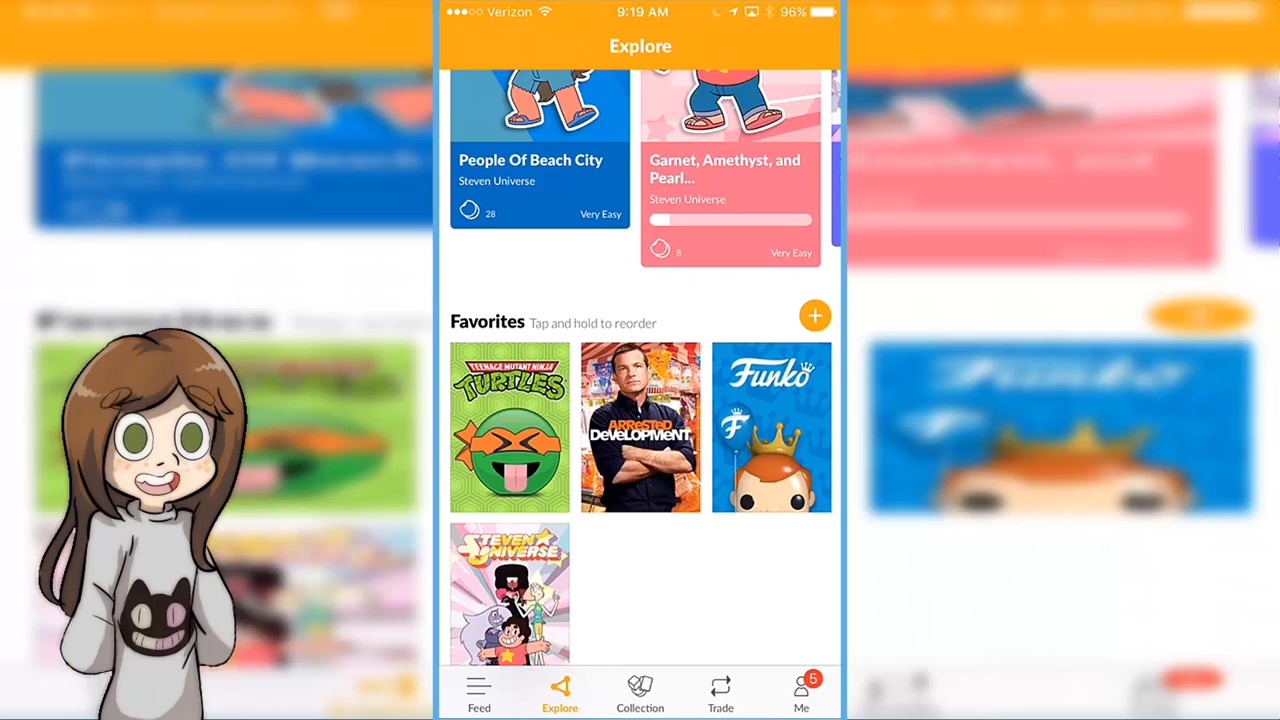 Verizon 9:19 AM 96%
Explore
People Of Beach City
Steven Universe
28 Very Easy
Garnet, Amethyst, and
Pearl...
Steven Universe
8 Very Easy
Favorites Tap and hold to reorder
TEENAGE MUTANT NINJA
TURTLES
ARRESTED
DEVELOPMENT
Funko
F
STEVEN
UNIVERSE
Feed
Explore
Collection
Trade
Me
5